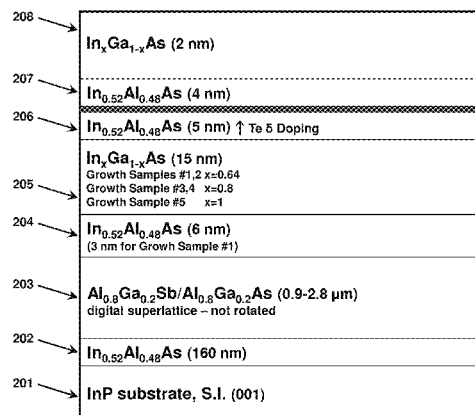 208
InₓGa₁₋ₓAs (2 nm)
207
In₀.₅₂Al₀.₄₈As (4 nm)
206
In₀.₅₂Al₀.₄₈As (5 nm) ↑ Te δ Doping
InₓGa₁₋ₓAs (15 nm)
Growth Samples #1,2 x=0.64
205
Growth Sample #3,4 x=0.8
Growth Sample #5 x=1
204
In₀.₅₂Al₀.₄₈As (6 nm)
(3 nm for Growh Sample #1)
203
Al₀.₈Ga₀.₂Sb/Al₀.₈Ga₀.₂As (0.9-2.8 µm)
digital superlattice – not rotated
202
In₀.₅₂Al₀.₄₈As (160 nm)
201
InP substrate, S.I. (001)